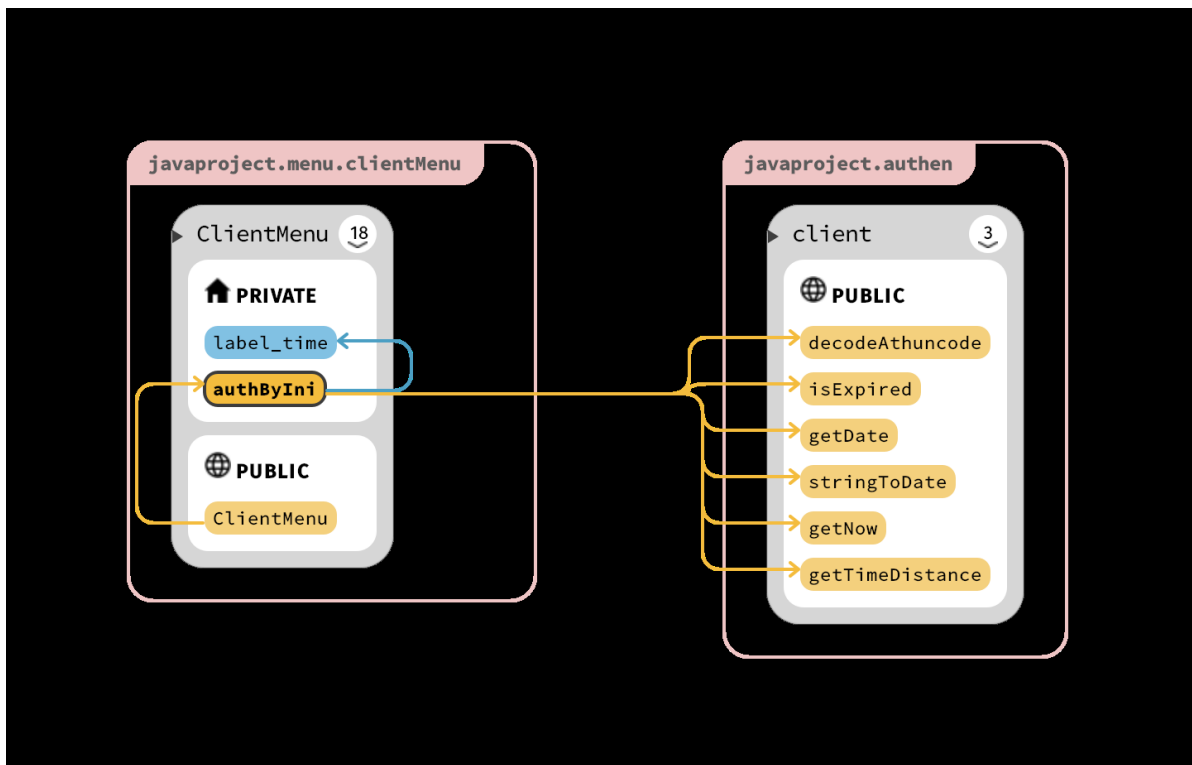 javaproject.menu.clientMenu
ClientMenu 18
PRIVATE
label_time
authByIni
PUBLIC
ClientMenu
javaproject.authen
client 3
PUBLIC
decodeAthuncode
isExpired
getDate
stringToDate
getNow
getTimeDistance